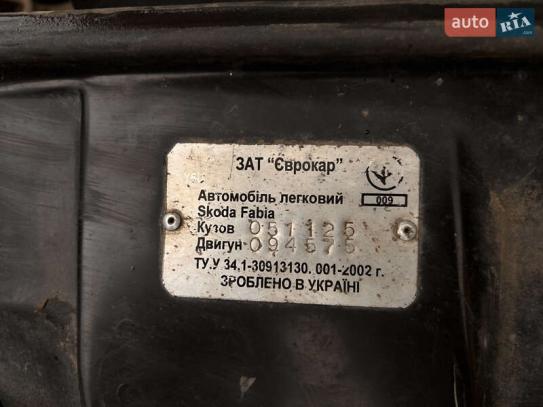 auto RIA
ЗАТ "Єврокар"
009
Автомобіль легковий
Skoda Fabia
Кузов 051125
Двигун 094575
ТУ.У 34,1-30913130. 001-2002 г.
ЗРОБЛЕНО В УКРАЇНІ